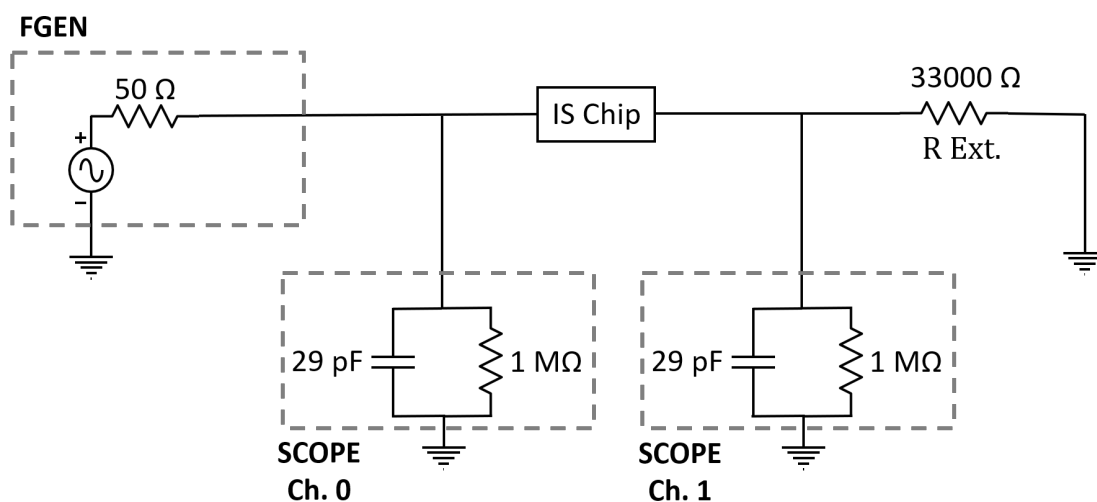 FGEN
50 Ω
+
−
IS Chip
33000 Ω
R Ext.
29 pF
1 MΩ
29 pF
1 MΩ
SCOPE
Ch. 0
SCOPE
Ch. 1